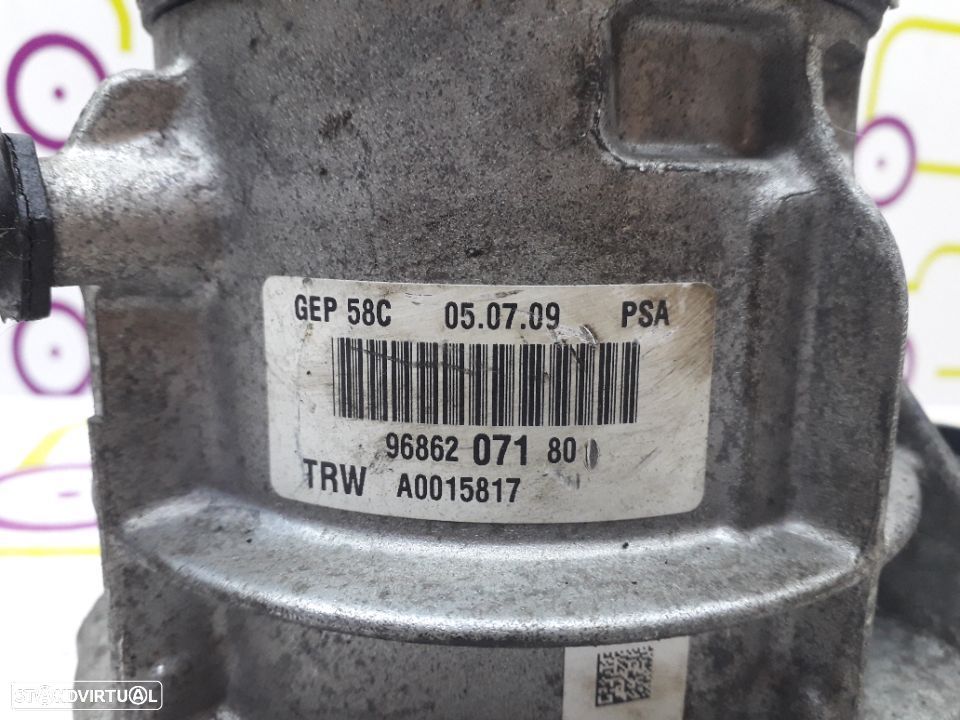 GEP 58C 05.07.09 PSA
96862 071 80
TRW A0015817
STANDVIRTUAL